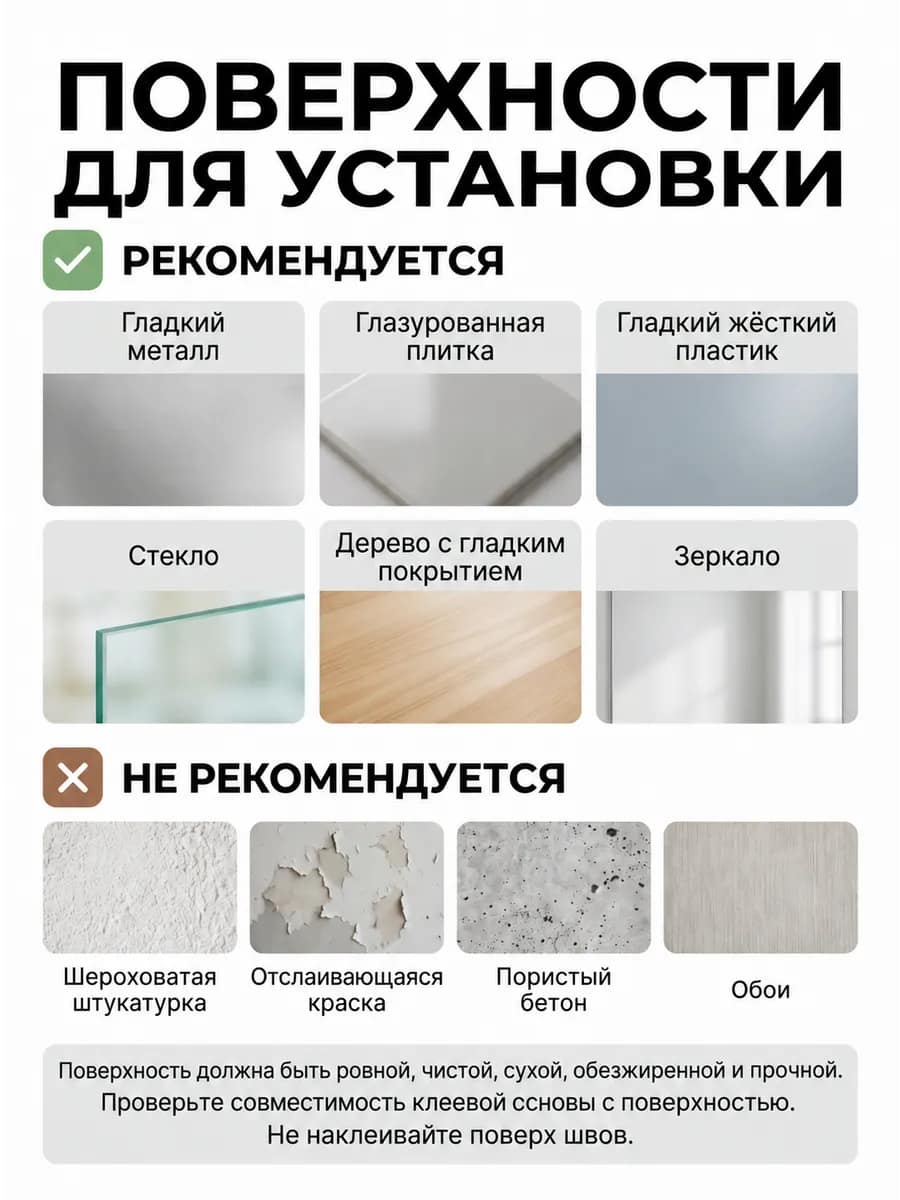 ПОВЕРХНОСТИ
ДЛЯ УСТАНОВКИ
РЕКОМЕНДУЕТСЯ
Гладкий
металл
Глазурованная
плитка
Гладкий жёсткий
пластик
Стекло
Дерево с гладким
покрытием
Зеркало
НЕ РЕКОМЕНДУЕТСЯ
Шероховатая
штукатурка
Отслаивающаяся
краска
Пористый
бетон
Обои
Поверхность должна быть ровной, чистой, сухой, обезжиренной и прочной.
Проверьте совместимость клеевой ссновы с поверхностью.
Не наклеивайте поверх швов.